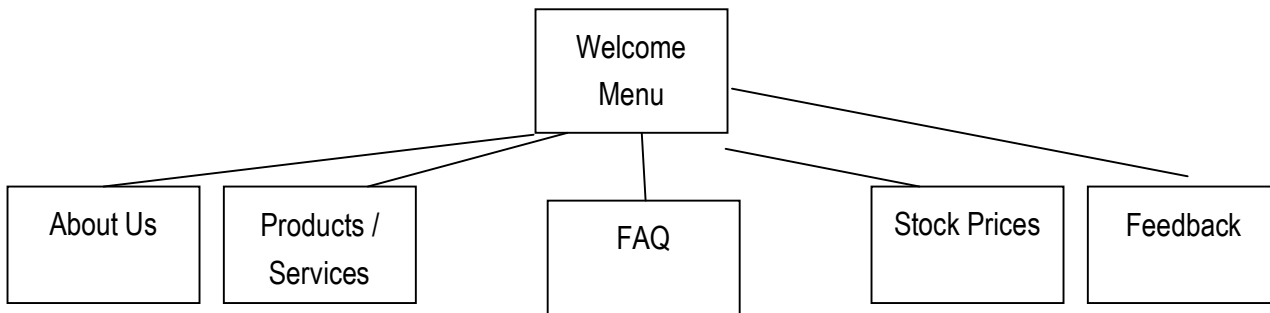 Welcome
Menu
About Us
Products /
Services
FAQ
Stock Prices
Feedback